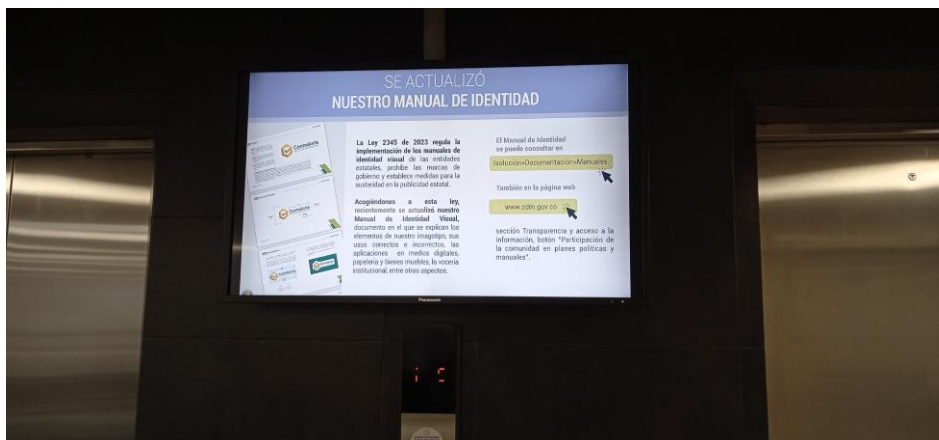 SE ACTUALIZÓ
NUESTRO MANUAL DE IDENTIDAD
Contraloría
Contraloría
La Ley 2345 de 2023 regula la
implementación de los manuales de
identidad visual de las entidades
estatales, prohíbe las marcas de
gobierno y establece medidas para la
austeridad en la publicidad estatal.
Acogiéndonos a esta ley,
recientemente se actualizó nuestro
Manual de Identidad Visual,
documento en el que se explican los
elementos de nuestro imagotipo, sus
usos correctos e incorrectos, las
aplicaciones en medios digitales,
papelería y bienes muebles, la vocería
institucional, entre otros aspectos.
El Manual de Identidad
se puede consultar en
Isolución>Documentación>Manuales
También en la página web
www.cdm.gov.co
sección Transparencia y acceso a la
información, botón "Participación de
la comunidad en planes políticas y
manuales".
Panasonic